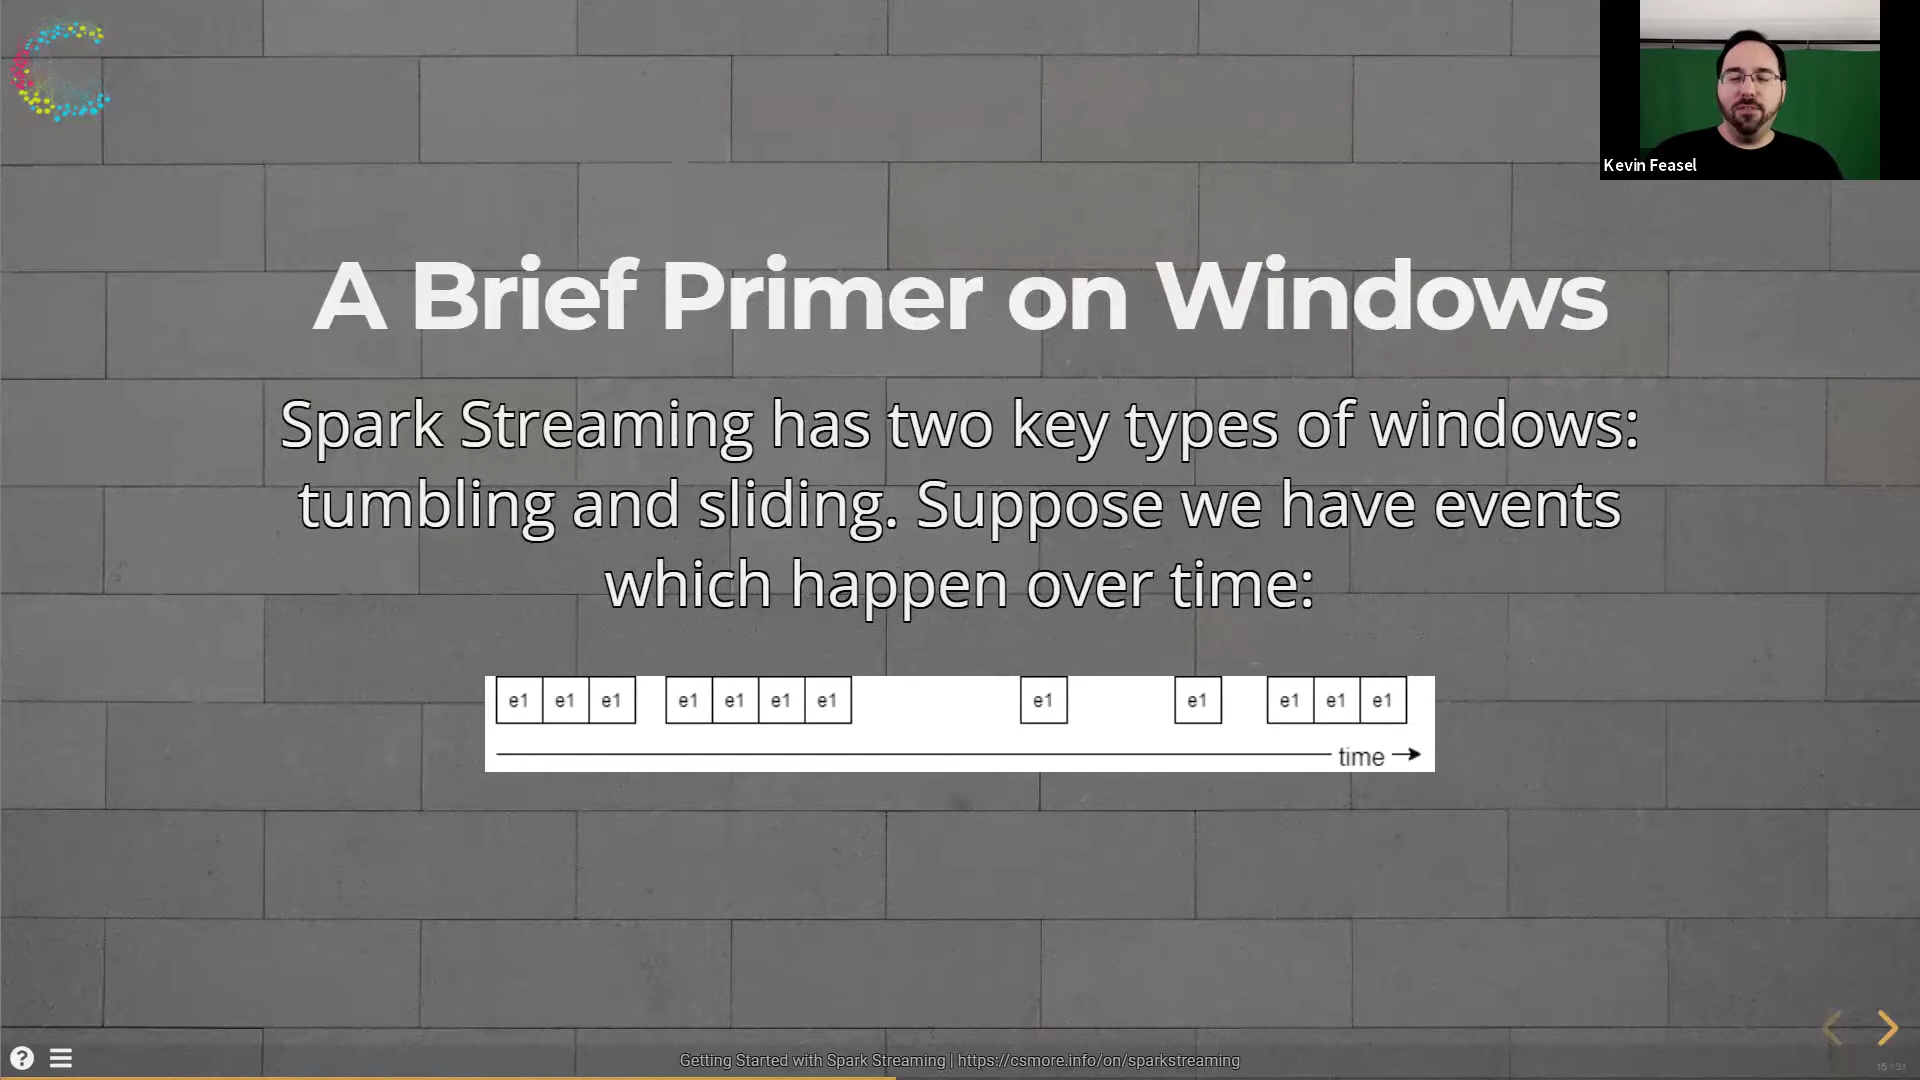 Kevin Feasel
A Brief Primer on Windows
Spark Streaming has two key types of windows:
tumbling and sliding. Suppose we have events
which happen over time:
e1 e1 e1 e1 e1 e1 e1 e1 e1 e1 e1 e1
time
?
Getting Started with Spark Streaming | https://csmore.info/on/sparkstreaming
15 / 31